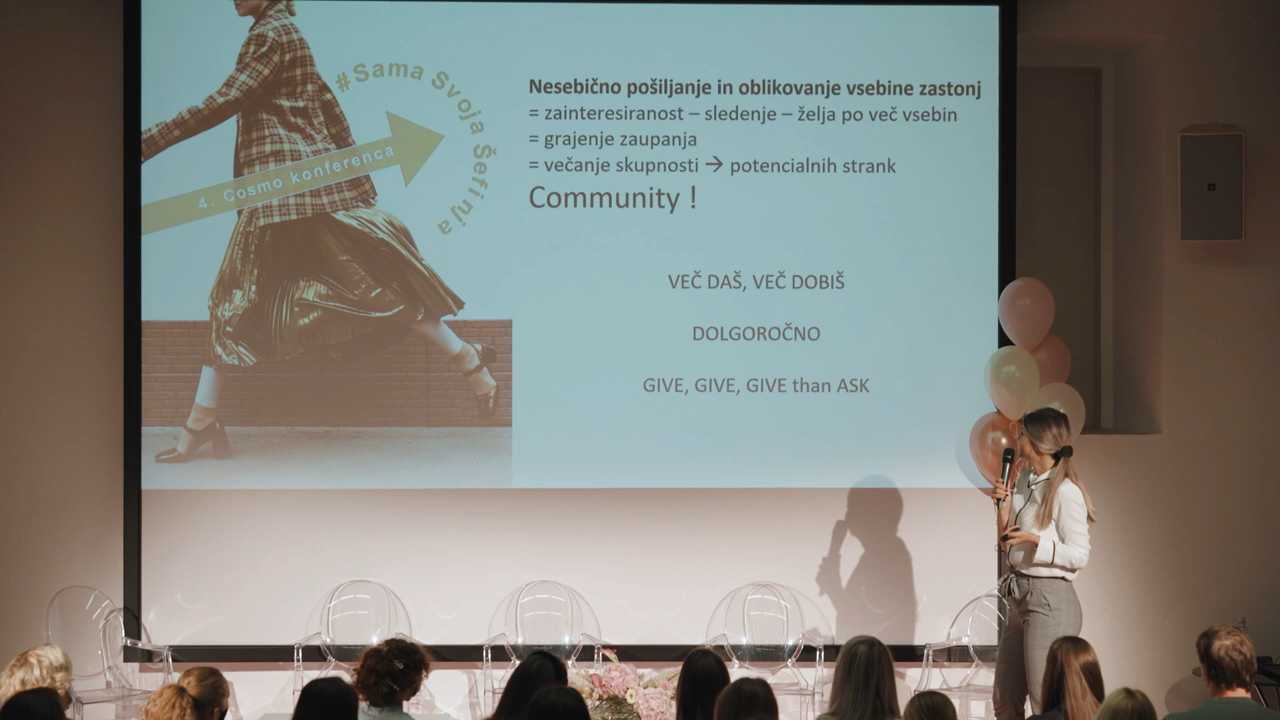 #Sama Svoja Šefinja
4. Cosmo konferenca
Nesebično pošiljanje in oblikovanje vsebine zastonj
= zainteresiranost – sledenje – želja po več vsebin
= grajenje zaupanja
= večanje skupnosti → potencialnih strank
Community !
VEČ DAŠ, VEČ DOBIŠ
DOLGOROČNO
GIVE, GIVE, GIVE than ASK